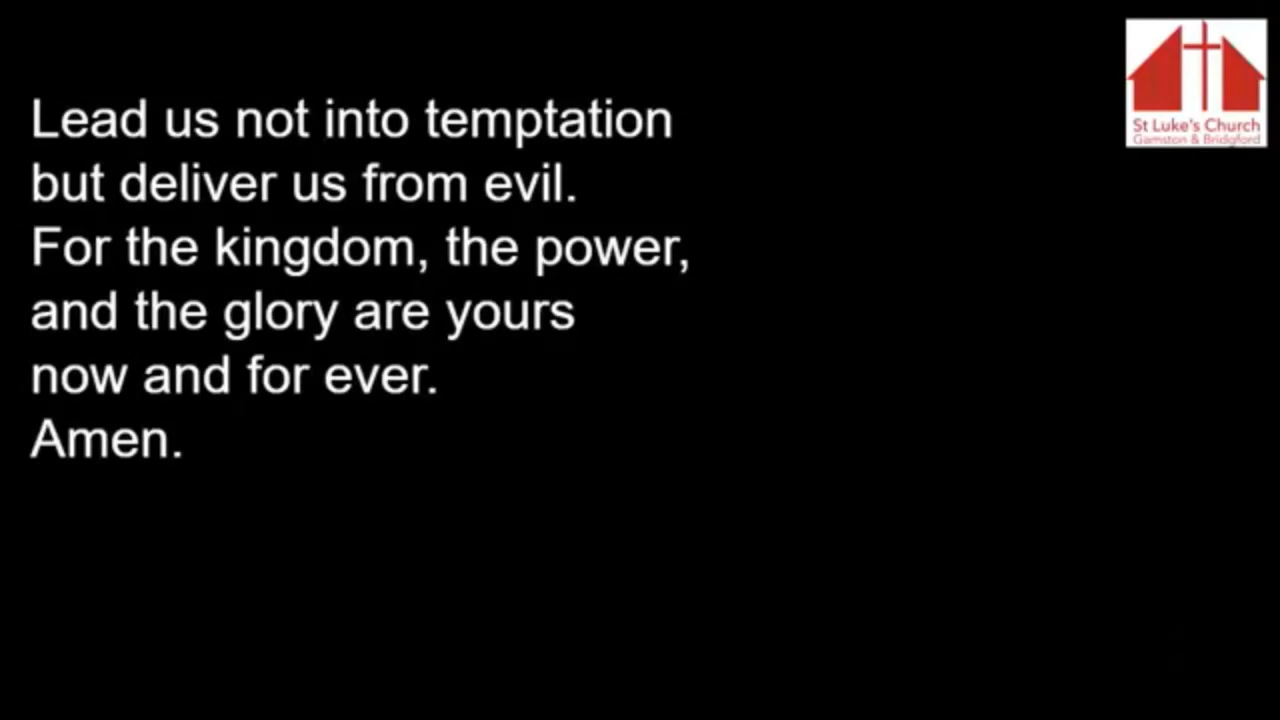 Lead us not into temptation
but deliver us from evil.
For the kingdom, the power,
and the glory are yours
now and for ever.
Amen.
St Luke's Church
Gamston & Bridgford